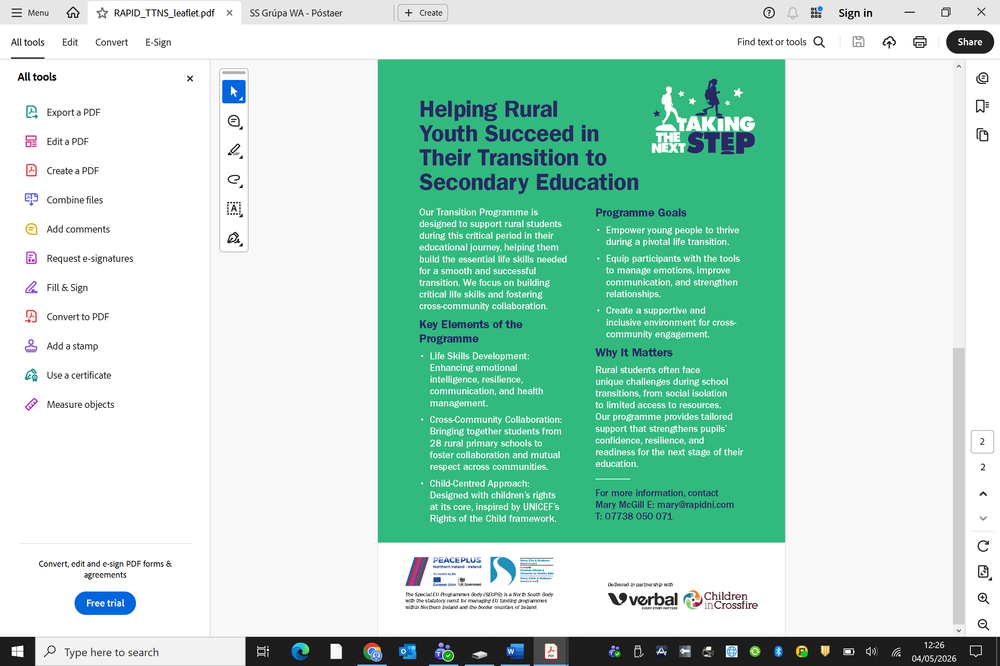 Menu
RAPID_TTNS_leaflet.pdf
SS Grúpa WA - Póstaer
Create
Sign in
All tools
Edit
Convert
E-Sign
Find text or tools
Share
All tools
Export a PDF
Edit a PDF
Create a PDF
Combine files
Add comments
Request e-signatures
Fill & Sign
Convert to PDF
Add a stamp
Use a certificate
Measure objects
Convert, edit and e-sign PDF forms &
agreements
Free trial
Helping Rural
Youth Succeed in
Their Transition to
Secondary Education
TAKING
THE
NEXT
STEP
Our Transition Programme is
designed to support rural students
during this critical period in their
educational journey, helping them
build the essential life skills needed
for a smooth and successful
transition. We focus on building
critical life skills and fostering
cross-community collaboration.
Key Elements of the
Programme
• Life Skills Development:
Enhancing emotional
intelligence, resilience,
communication, and health
management.
• Cross-Community Collaboration:
Bringing together students from
28 rural primary schools to
foster collaboration and mutual
respect across communities.
• Child-Centred Approach:
Designed with children's rights
at its core, inspired by UNICEF's
Rights of the Child framework.
Programme Goals
• Empower young people to thrive
during a pivotal life transition.
• Equip participants with the tools
to manage emotions, improve
communication, and strengthen
relationships.
• Create a supportive and
inclusive environment for cross-
community engagement.
Why It Matters
Rural students often face
unique challenges during school
transitions, from social isolation
to limited access to resources.
Our programme provides tailored
support that strengthens pupils'
confidence, resilience, and
readiness for the next stage of their
education.
For more information, contact
Mary McGill E: mary@rapidni.com
T: 07738 050 071
PEACEPLUS
Northern Ireland - Ireland
Co-funded by the
European Union
UK Government
Derry City & Strabane
District Council
Comhairle
Chathair Dhoire &
Cheantar an tSratha Báin
Derry Cittie & Stràbane
Destrick Cooncil
The Special EU Programmes Body (SEUPB) is a North South Body
with the statutory remit for managing EU funding programmes
within Northern Ireland and the border counties of Ireland.
Delivered in partnership with
verbal
EVERY STORY MATTERS
Children
in Crossfire
2
2
Type here to search
12:26
04/05/2026